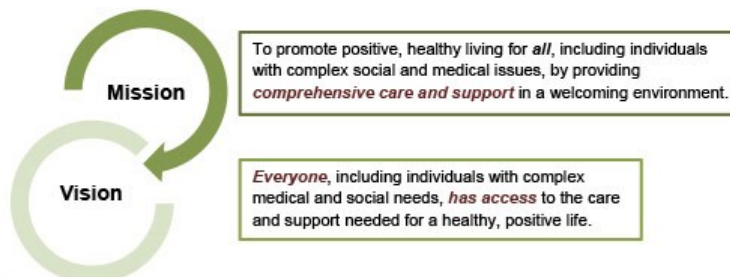 Mission
To promote positive, healthy living for all, including individuals
with complex social and medical issues, by providing
comprehensive care and support in a welcoming environment.
Vision
Everyone, including individuals with complex
medical and social needs, has access to the care
and support needed for a healthy, positive life.